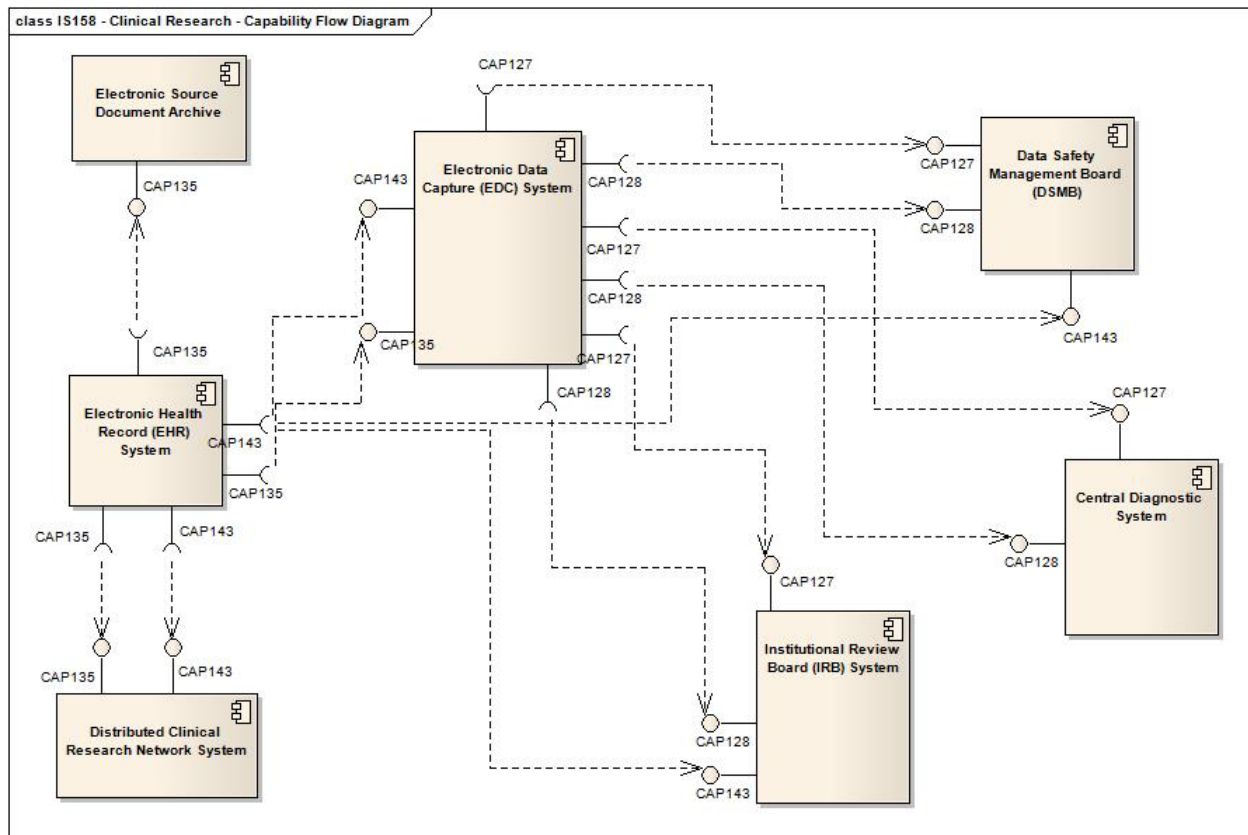 class IS158 - Clinical Research - Capability Flow Diagram
Electronic Source
Document Archive
CAP135
CAP135
Electronic Health
Record (EHR)
System
CAP143
CAP135
CAP135
CAP143
CAP135
CAP143
Distributed Clinical
Research Network System
CAP127
Electronic Data
Capture (EDC) System
CAP143
CAP135
CAP128
CAP127
CAP128
CAP127
CAP128
CAP127
CAP128
Data Safety
Management Board
(DSMB)
CAP143
CAP127
Central Diagnostic
System
CAP128
CAP127
Institutional Review
Board (IRB) System
CAP128
CAP143